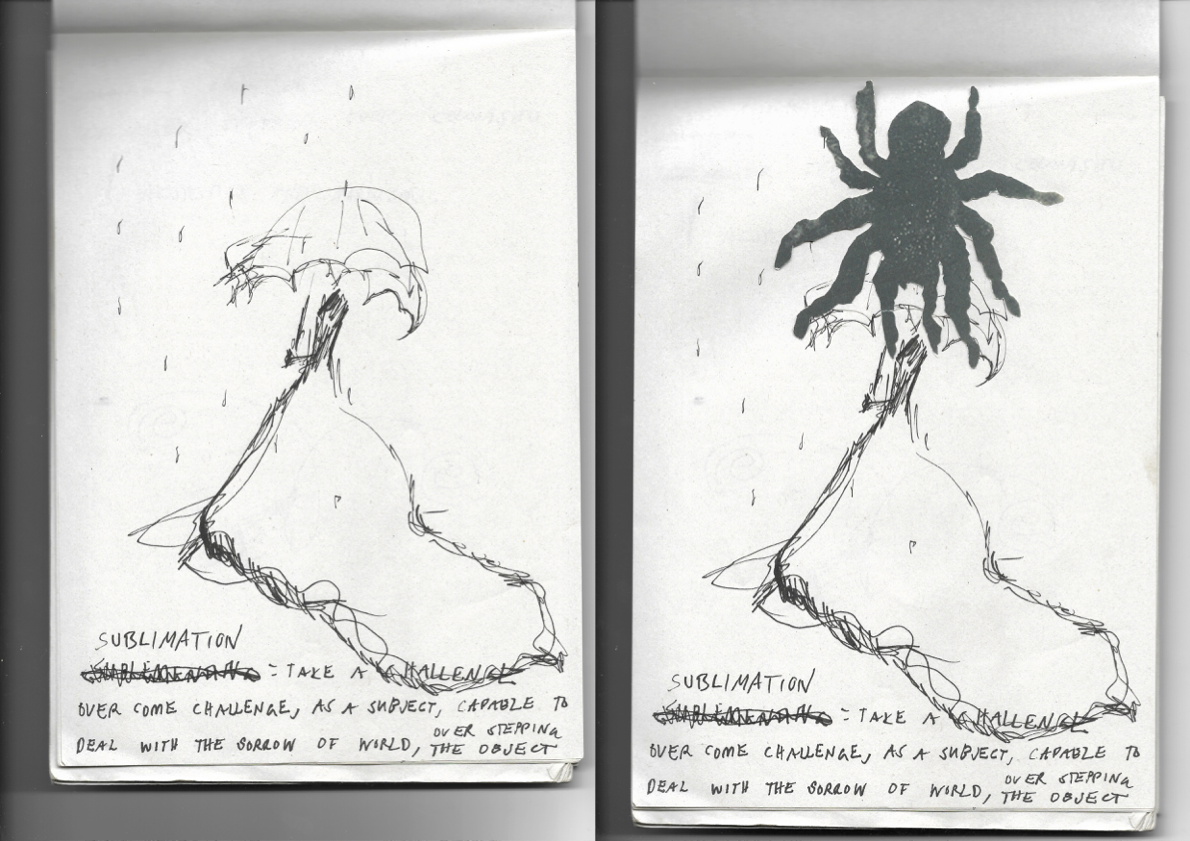 SUBLIMATION
= TAKE A CHALLENGE
OVER COME CHALLENGE, AS A SUBJECT, CAPABLE TO
OVER STEPPING
DEAL WITH THE SORROW OF WORLD, THE OBJECT
SUBLIMATION
= TAKE A CHALLENGE
OVER COME CHALLENGE, AS A SUBJECT, CAPABLE TO
OVER STEPPING
DEAL WITH THE SORROW OF WORLD, THE OBJECT